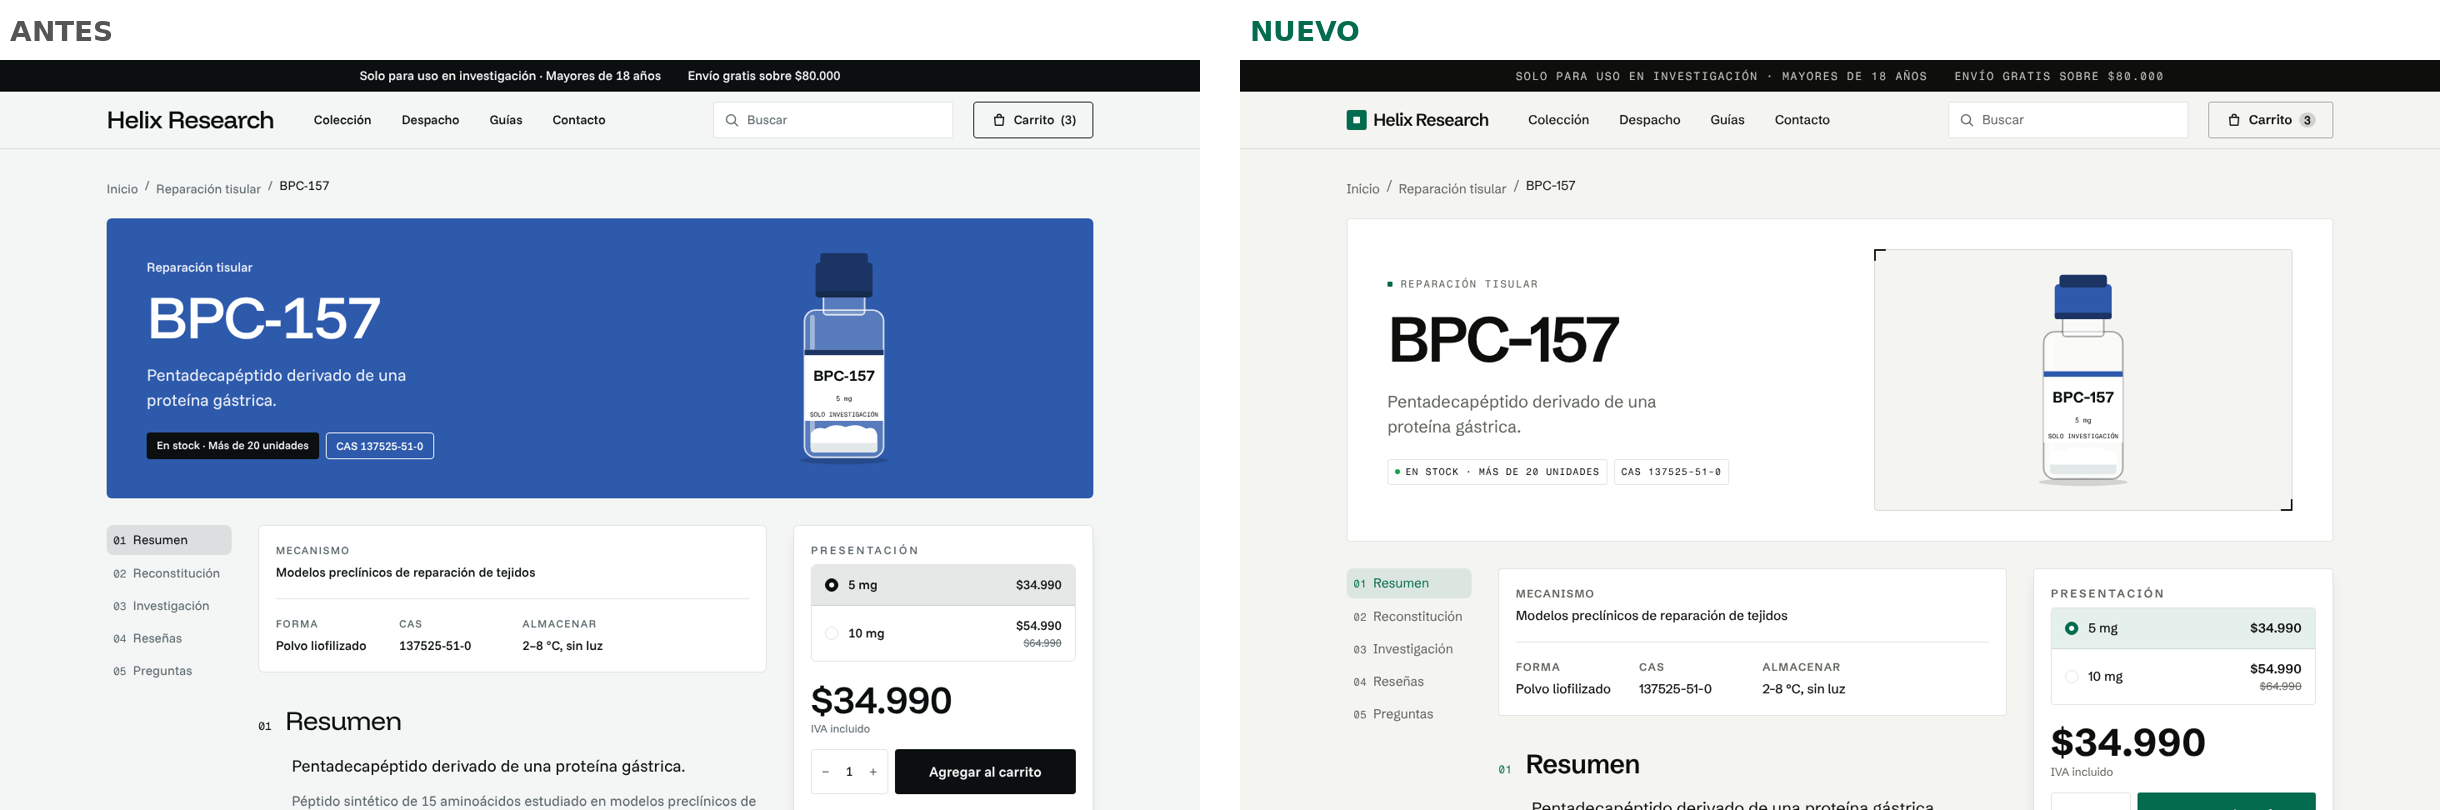 ANTES
Solo para uso en investigación · Mayores de 18 años Envío gratis sobre $80.000
Helix Research Colección Despacho Guías Contacto Buscar Carrito (3)
Inicio / Reparación tisular / BPC-157
Reparación tisular
BPC-157
Pentadecapéptido derivado de una
proteína gástrica.
En stock · Más de 20 unidades CAS 137525-51-0
BPC-157
5 mg
SOLO INVESTIGACIÓN
01 Resumen
02 Reconstitución
03 Investigación
04 Reseñas
05 Preguntas
MECANISMO
Modelos preclínicos de reparación de tejidos
FORMA CAS ALMACENAR
Polvo liofilizado 137525-51-0 2–8 °C, sin luz
01 Resumen
Pentadecapéptido derivado de una proteína gástrica.
Péptido sintético de 15 aminoácidos estudiado en modelos preclínicos de
PRESENTACIÓN
5 mg $34.990
10 mg $54.990
$64.990
$34.990
IVA incluido
− 1 + Agregar al carrito
NUEVO
SOLO PARA USO EN INVESTIGACIÓN · MAYORES DE 18 AÑOS ENVÍO GRATIS SOBRE $80.000
Helix Research Colección Despacho Guías Contacto Buscar Carrito 3
Inicio / Reparación tisular / BPC-157
REPARACIÓN TISULAR
BPC-157
Pentadecapéptido derivado de una
proteína gástrica.
EN STOCK · MÁS DE 20 UNIDADES CAS 137525-51-0
BPC-157
5 mg
SOLO INVESTIGACIÓN
01 Resumen
02 Reconstitución
03 Investigación
04 Reseñas
05 Preguntas
MECANISMO
Modelos preclínicos de reparación de tejidos
FORMA CAS ALMACENAR
Polvo liofilizado 137525-51-0 2–8 °C, sin luz
01 Resumen
Pentadecapéptido derivado de una proteína gástrica.
PRESENTACIÓN
5 mg $34.990
10 mg $54.990
$64.990
$34.990
IVA incluido